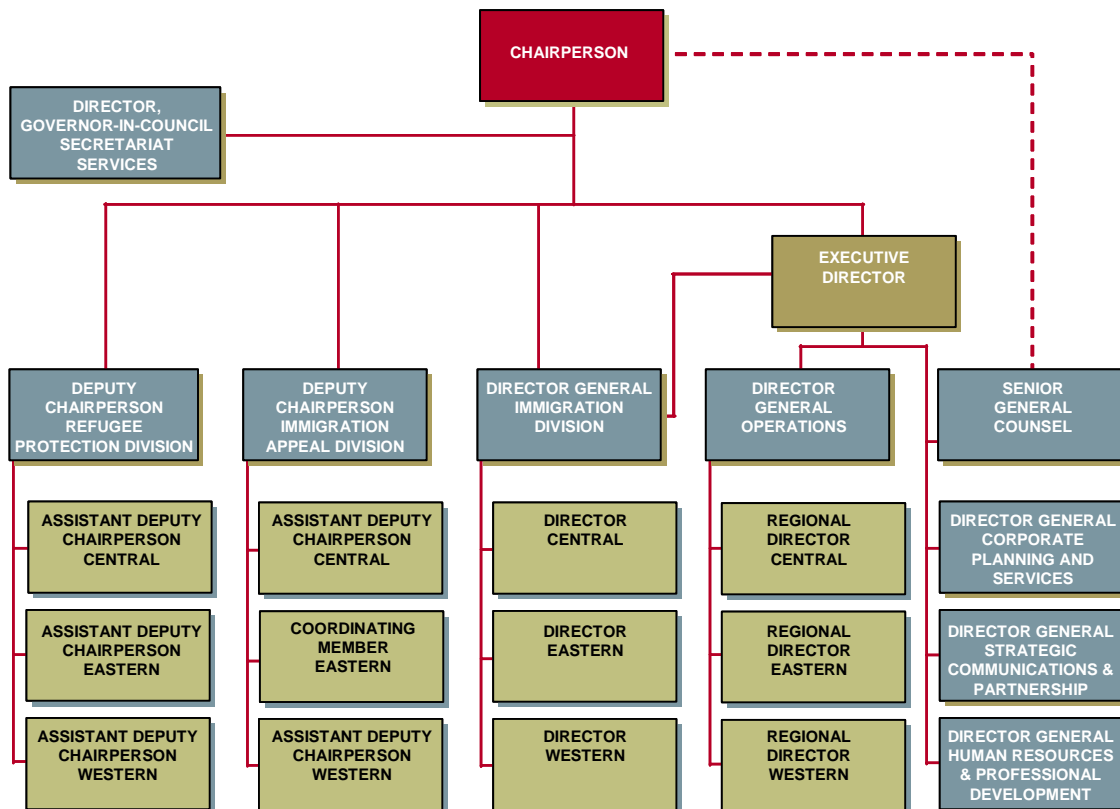 CHAIRPERSON
DIRECTOR,
GOVERNOR-IN-COUNCIL
SECRETARIAT
SERVICES
EXECUTIVE
DIRECTOR
DEPUTY
CHAIRPERSON
REFUGEE
PROTECTION DIVISION
DEPUTY
CHAIRPERSON
IMMIGRATION
APPEAL DIVISION
DIRECTOR GENERAL
IMMIGRATION
DIVISION
DIRECTOR
GENERAL
OPERATIONS
SENIOR
GENERAL
COUNSEL
ASSISTANT DEPUTY
CHAIRPERSON
CENTRAL
ASSISTANT DEPUTY
CHAIRPERSON
CENTRAL
DIRECTOR
CENTRAL
REGIONAL
DIRECTOR
CENTRAL
DIRECTOR GENERAL
CORPORATE
PLANNING AND
SERVICES
ASSISTANT DEPUTY
CHAIRPERSON
EASTERN
COORDINATING
MEMBER
EASTERN
DIRECTOR
EASTERN
REGIONAL
DIRECTOR
EASTERN
DIRECTOR GENERAL
STRATEGIC
COMMUNICATIONS &
PARTNERSHIP
ASSISTANT DEPUTY
CHAIRPERSON
WESTERN
ASSISTANT DEPUTY
CHAIRPERSON
WESTERN
DIRECTOR
WESTERN
REGIONAL
DIRECTOR
WESTERN
DIRECTOR GENERAL
HUMAN RESOURCES
& PROFESSIONAL
DEVELOPMENT